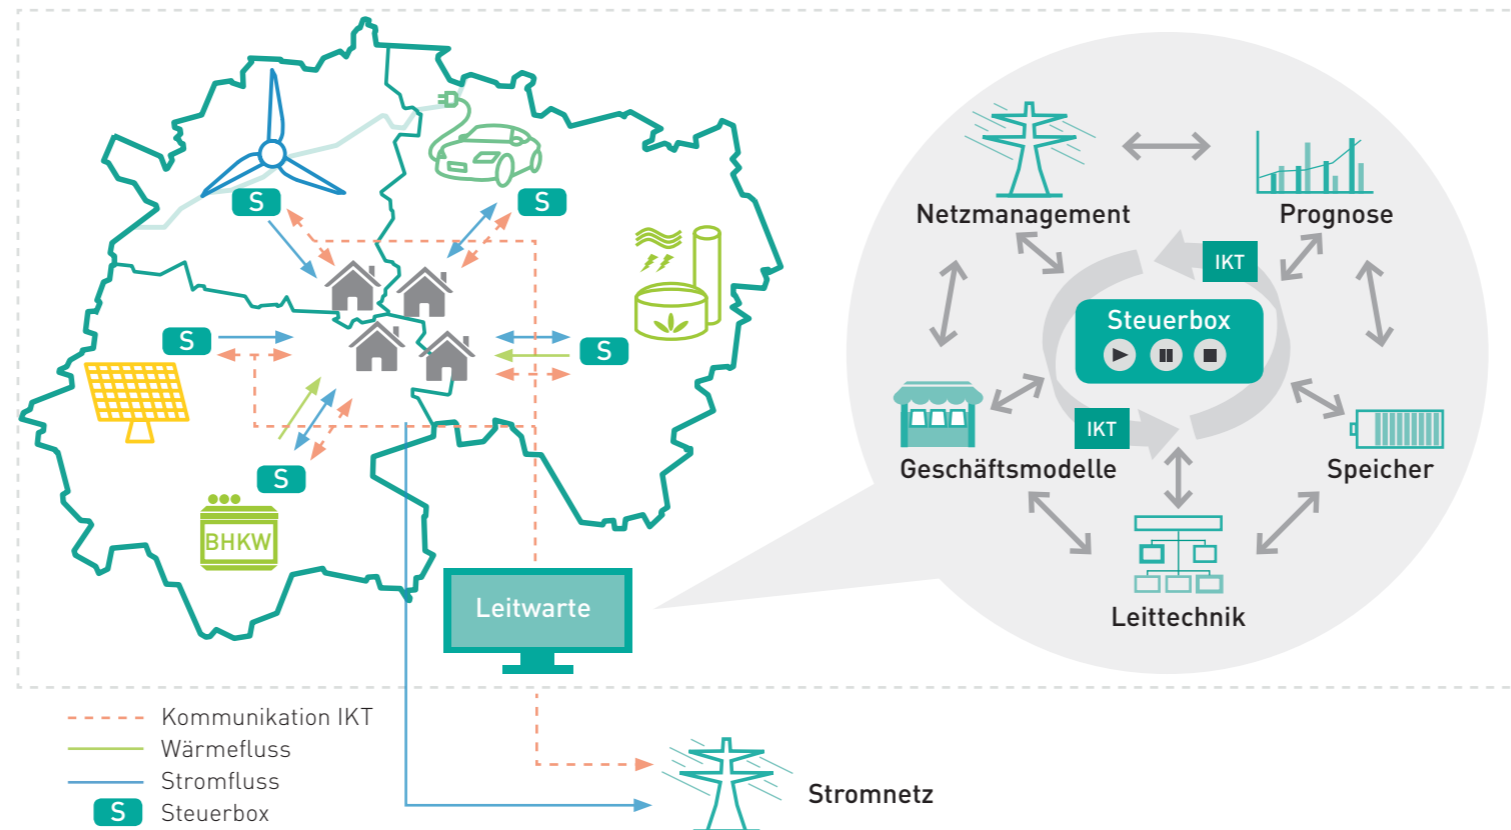 S
S
S
S
S
BHKW
Leitwarte
Netzmanagement
Prognose
IKT
Steuerbox
IKT
Geschäftsmodelle
Speicher
Leittechnik
Kommunikation IKT
Wärmefluss
Stromfluss
S Steuerbox
Stromnetz